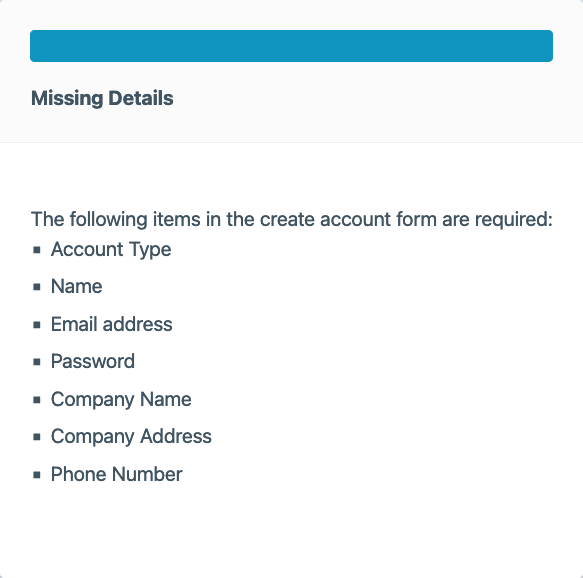 Missing Details
The following items in the create account form are required:
▪ Account Type
▪ Name
▪ Email address
▪ Password
▪ Company Name
▪ Company Address
▪ Phone Number